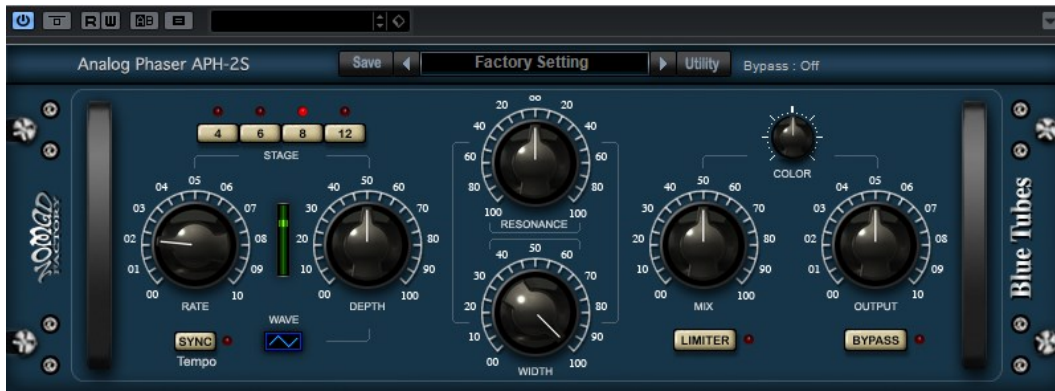 R W AB
Analog Phaser APH-2S Save Factory Setting Utility Bypass : Off
4 6 8 12
STAGE
00 01 02 03 04 05 06 07 08 09 10
RATE
10 20 30 40 50 60 70 80 90 100
DEPTH
WAVE
SYNC
Tempo
100 80 60 40 20 00 20 40 60 80 100
RESONANCE
00 10 20 30 40 50 60 70 80 90 100
WIDTH
COLOR
00 10 20 30 40 50 60 70 80 90 100
MIX
00 01 02 03 04 05 06 07 08 09 10
OUTPUT
LIMITER
BYPASS
NOMAD
FACTORY
Blue Tubes